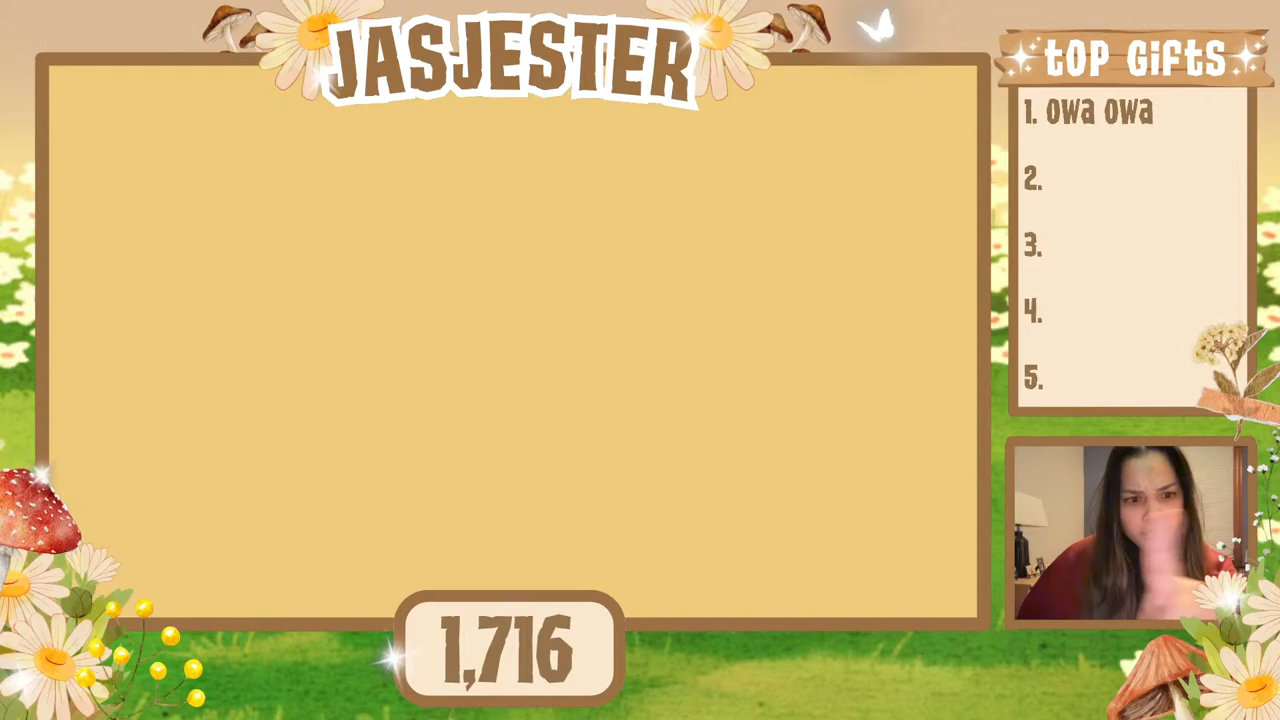 JASJESTER
TOP GIFTS
1. OWA OWA
2.
3.
4.
5.
1,716